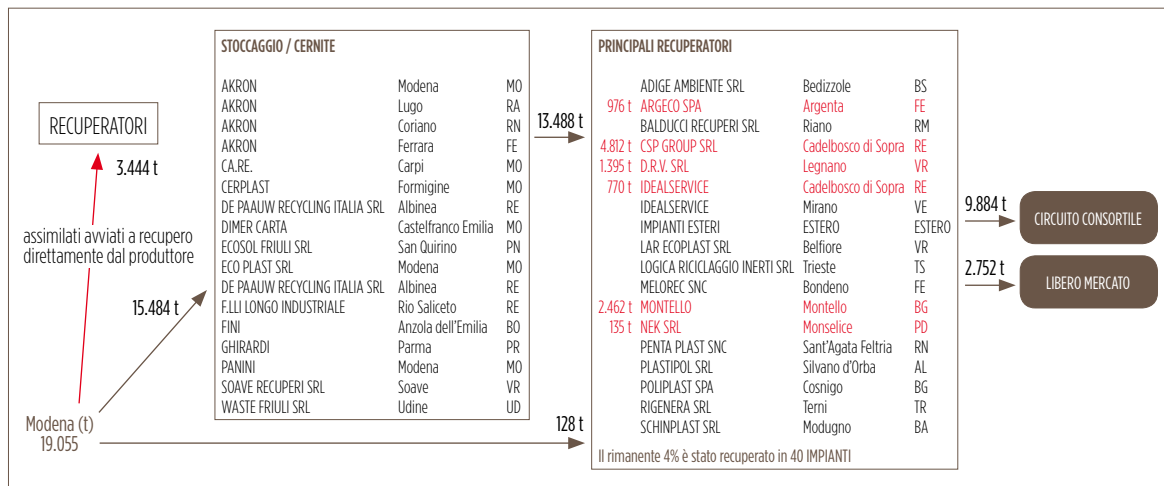 STOCCAGGIO / CERNITE
AKRON Modena MO
AKRON Lugo RA
AKRON Coriano RN
AKRON Ferrara FE
CA.RE. Carpi MO
CERPLAST Formigine MO
DE PAAUW RECYCLING ITALIA SRL Albinea RE
DIMER CARTA Castelfranco Emilia MO
ECOSOL FRIULI SRL San Quirino PN
ECO PLAST SRL Modena MO
DE PAAUW RECYCLING ITALIA SRL Albinea RE
F.LLI LONGO INDUSTRIALE Rio Saliceto RE
FINI Anzola dell'Emilia BO
GHIRARDI Parma PR
PANINI Modena MO
SOAVE RECUPERI SRL Soave VR
WASTE FRIULI SRL Udine UD
RECUPERATORI
3.444 t
assimilati avviati a recupero
direttamente dal produttore
15.484 t
Modena (t)
19.055
13.488 t
128 t
PRINCIPALI RECUPERATORI
ADIGE AMBIENTE SRL Bedizzole BS
976 t ARGECO SPA Argenta FE
BALDUCCI RECUPERI SRL Riano RM
4.812 t CSP GROUP SRL Cadelbosco di Sopra RE
1.395 t D.R.V. SRL Legnano VR
770 t IDEALSERVICE Cadelbosco di Sopra RE
IDEALSERVICE Mirano VE
IMPIANTI ESTERI ESTERO ESTERO
LAR ECOPLAST SRL Belfiore VR
LOGICA RICICLAGGIO INERTI SRL Trieste TS
MELOREC SNC Bondeno FE
2.462 t MONTELLO Montello BG
135 t NEK SRL Monselice PD
PENTA PLAST SNC Sant'Agata Feltria RN
PLASTIPOL SRL Silvano d'Orba AL
POLIPLAST SPA Cosnigo BG
RIGENERA SRL Terni TR
SCHINPLAST SRL Modugno BA
Il rimanente 4% è stato recuperato in 40 IMPIANTI
9.884 t
CIRCUITO CONSORTILE
2.752 t
LIBERO MERCATO